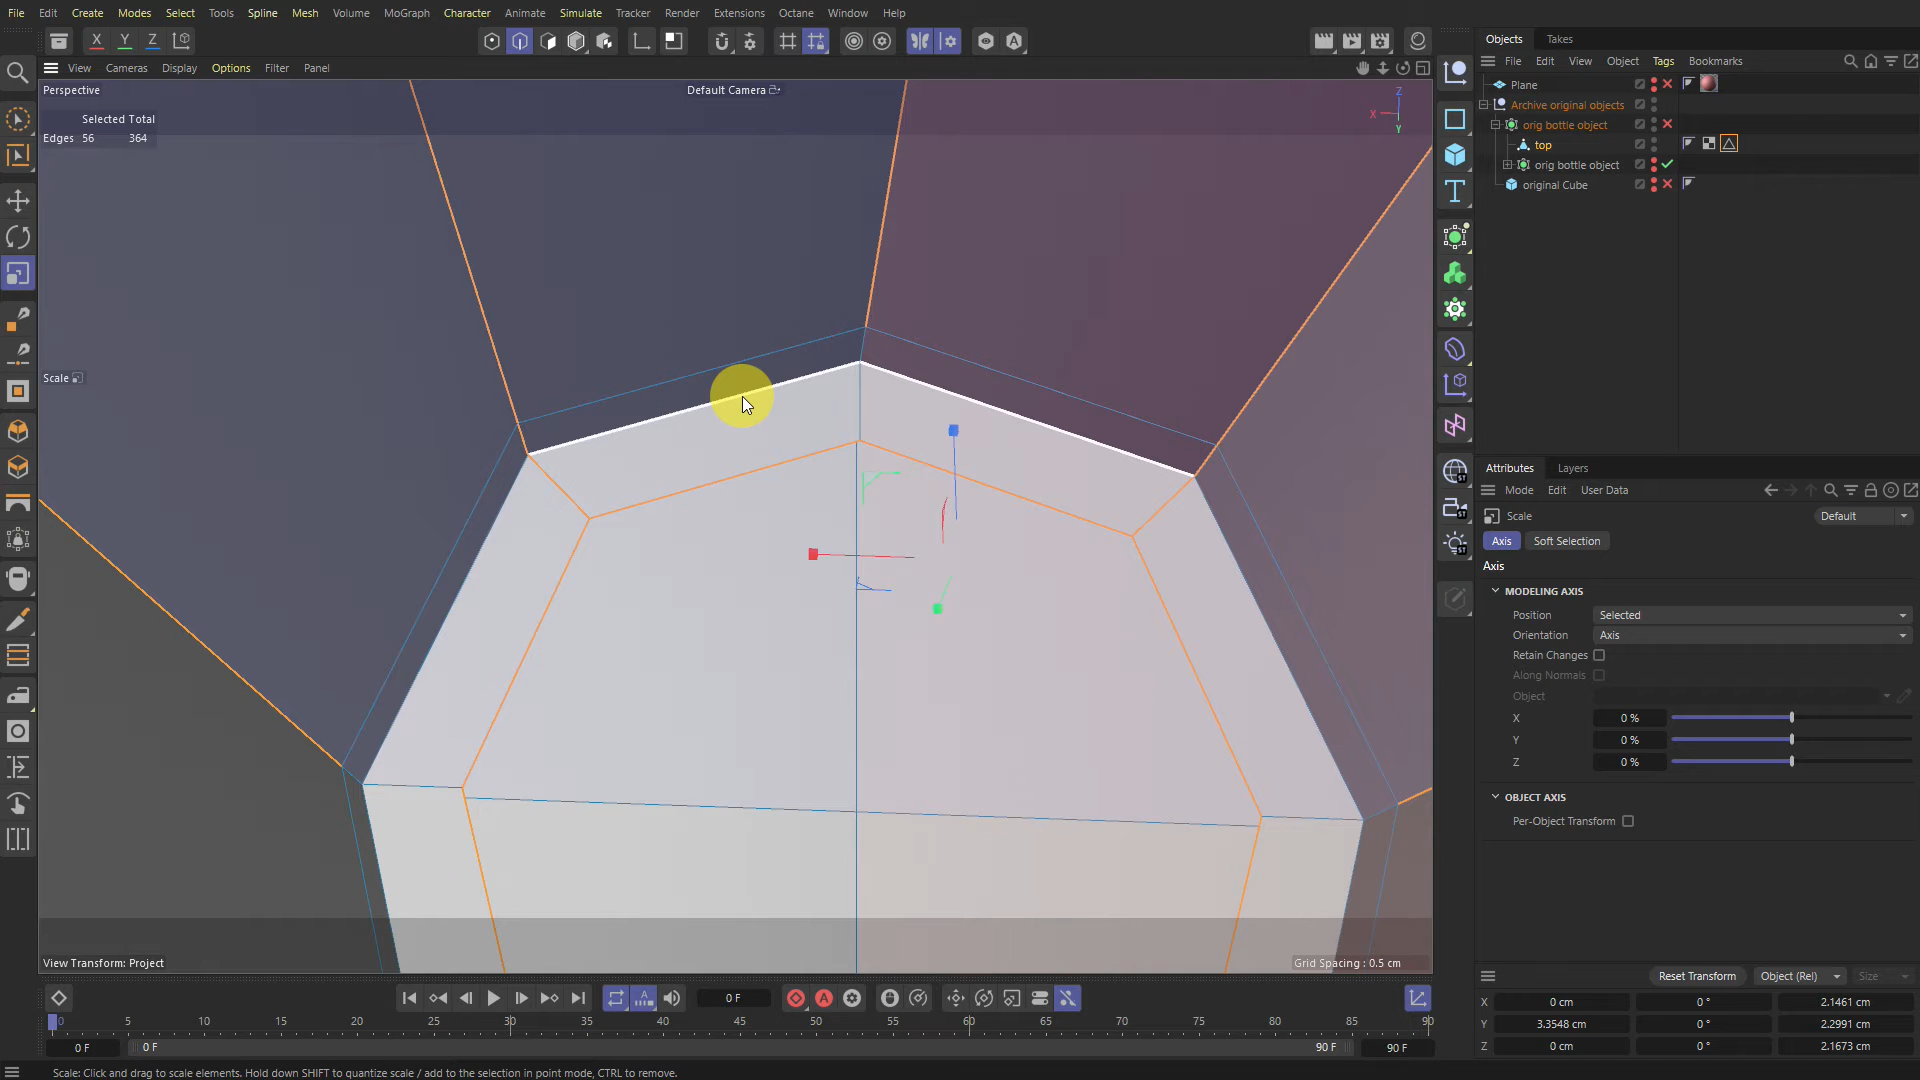 File Edit Create Modes Select Tools Spline Mesh Volume MoGraph Character Animate Simulate Tracker Render Extensions Octane Window Help
X Y Z
View Cameras Display Options Filter Panel
Perspective
Default Camera
Selected Total
Edges 56 364
Z
X
Y
Scale
View Transform: Project
Grid Spacing : 0.5 cm
0 F
0 5 10 15 20 25 30 35 40 45 50 55 60 65 70 75 80 85 90
0 F
0 F
90 F
90 F
Scale: Click and drag to scale elements. Hold down SHIFT to quantize scale / add to the selection in point mode, CTRL to remove.
Objects Takes
File Edit View Object Tags Bookmarks
Plane
Archive original objects
orig bottle object
top
orig bottle object
original Cube
Attributes Layers
Mode Edit User Data
Scale
Default
Axis Soft Selection
Axis
MODELING AXIS
Position Selected
Orientation Axis
Retain Changes
Along Normals
Object
X 0 %
Y 0 %
Z 0 %
OBJECT AXIS
Per-Object Transform
Reset Transform Object (Rel) Size
X 0 cm 0 ° 2.1461 cm
Y 3.3548 cm 0 ° 2.2991 cm
Z 0 cm 0 ° 2.1673 cm